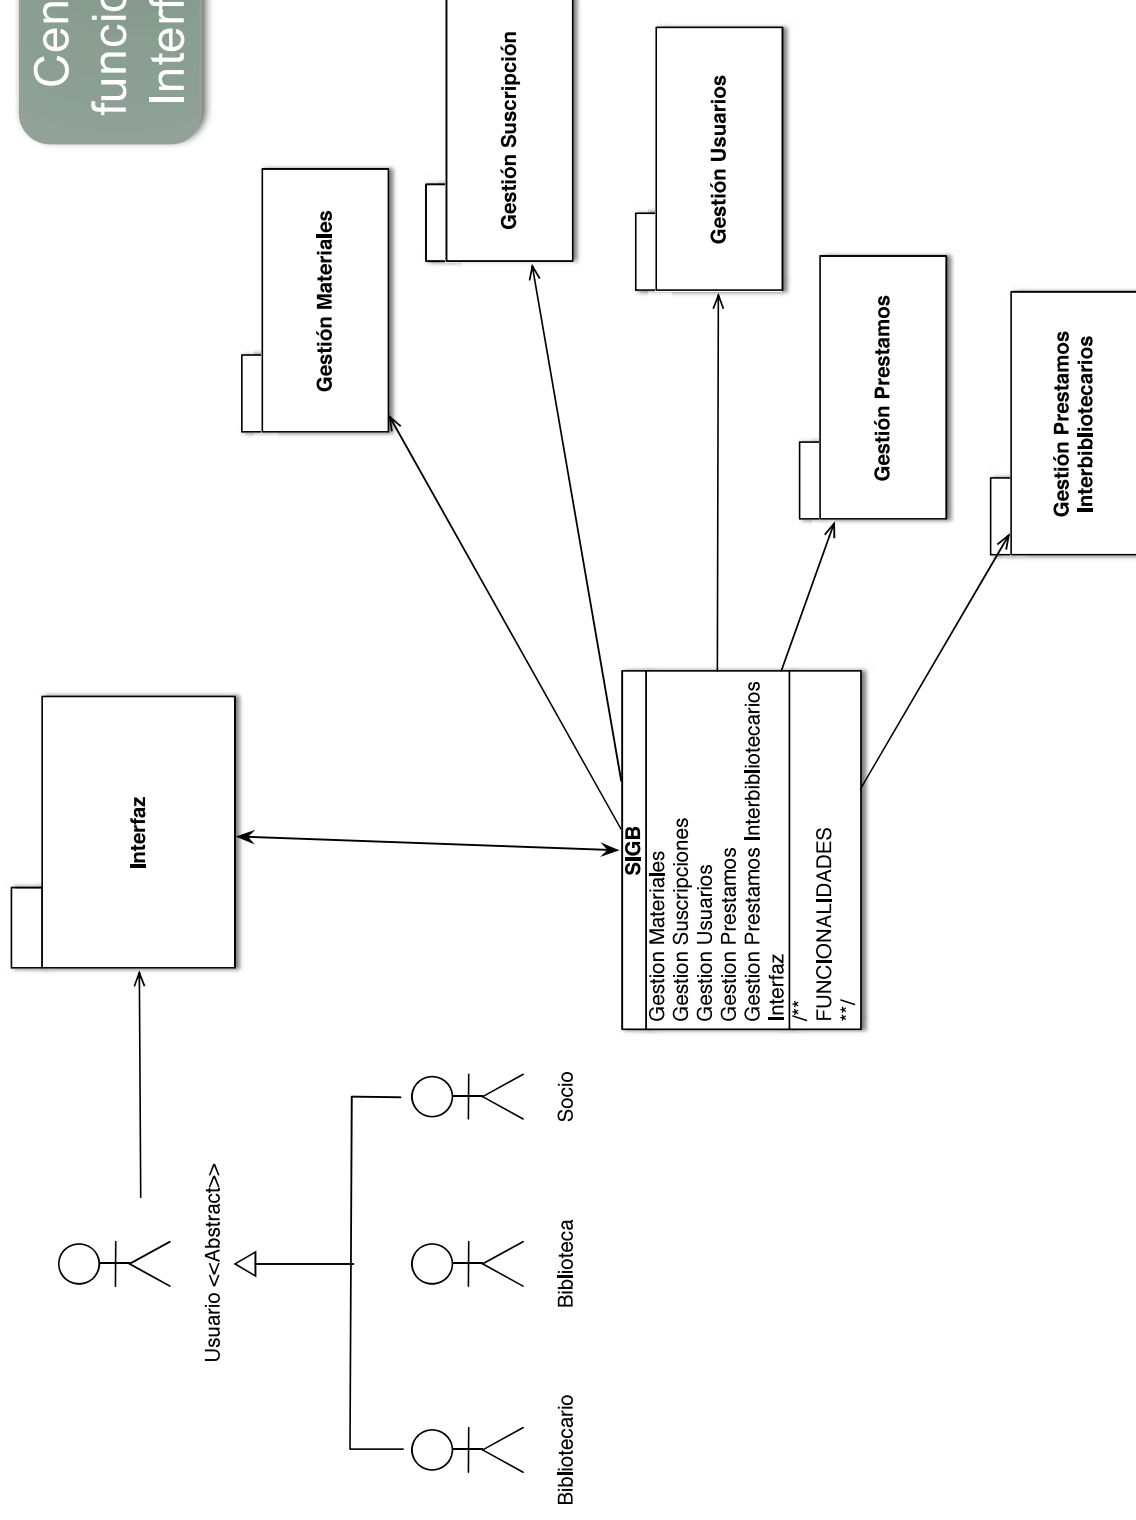 Cen
funcio
Interf
Interfaz
Usuario <<Abstract>>
Gestión Materiales
Gestión Suscripción
Bibliotecario
Biblioteca
Socio
SIGB
Gestion Materiales
Gestion Suscripciones
Gestion Usuarios
Gestion Prestamos
Gestion Prestamos Interbibliotecarios
Interfaz
/**
FUNCIONALIDADES
**/
Gestión Usuarios
Gestión Prestamos
Gestión Prestamos
Interbibliotecarios